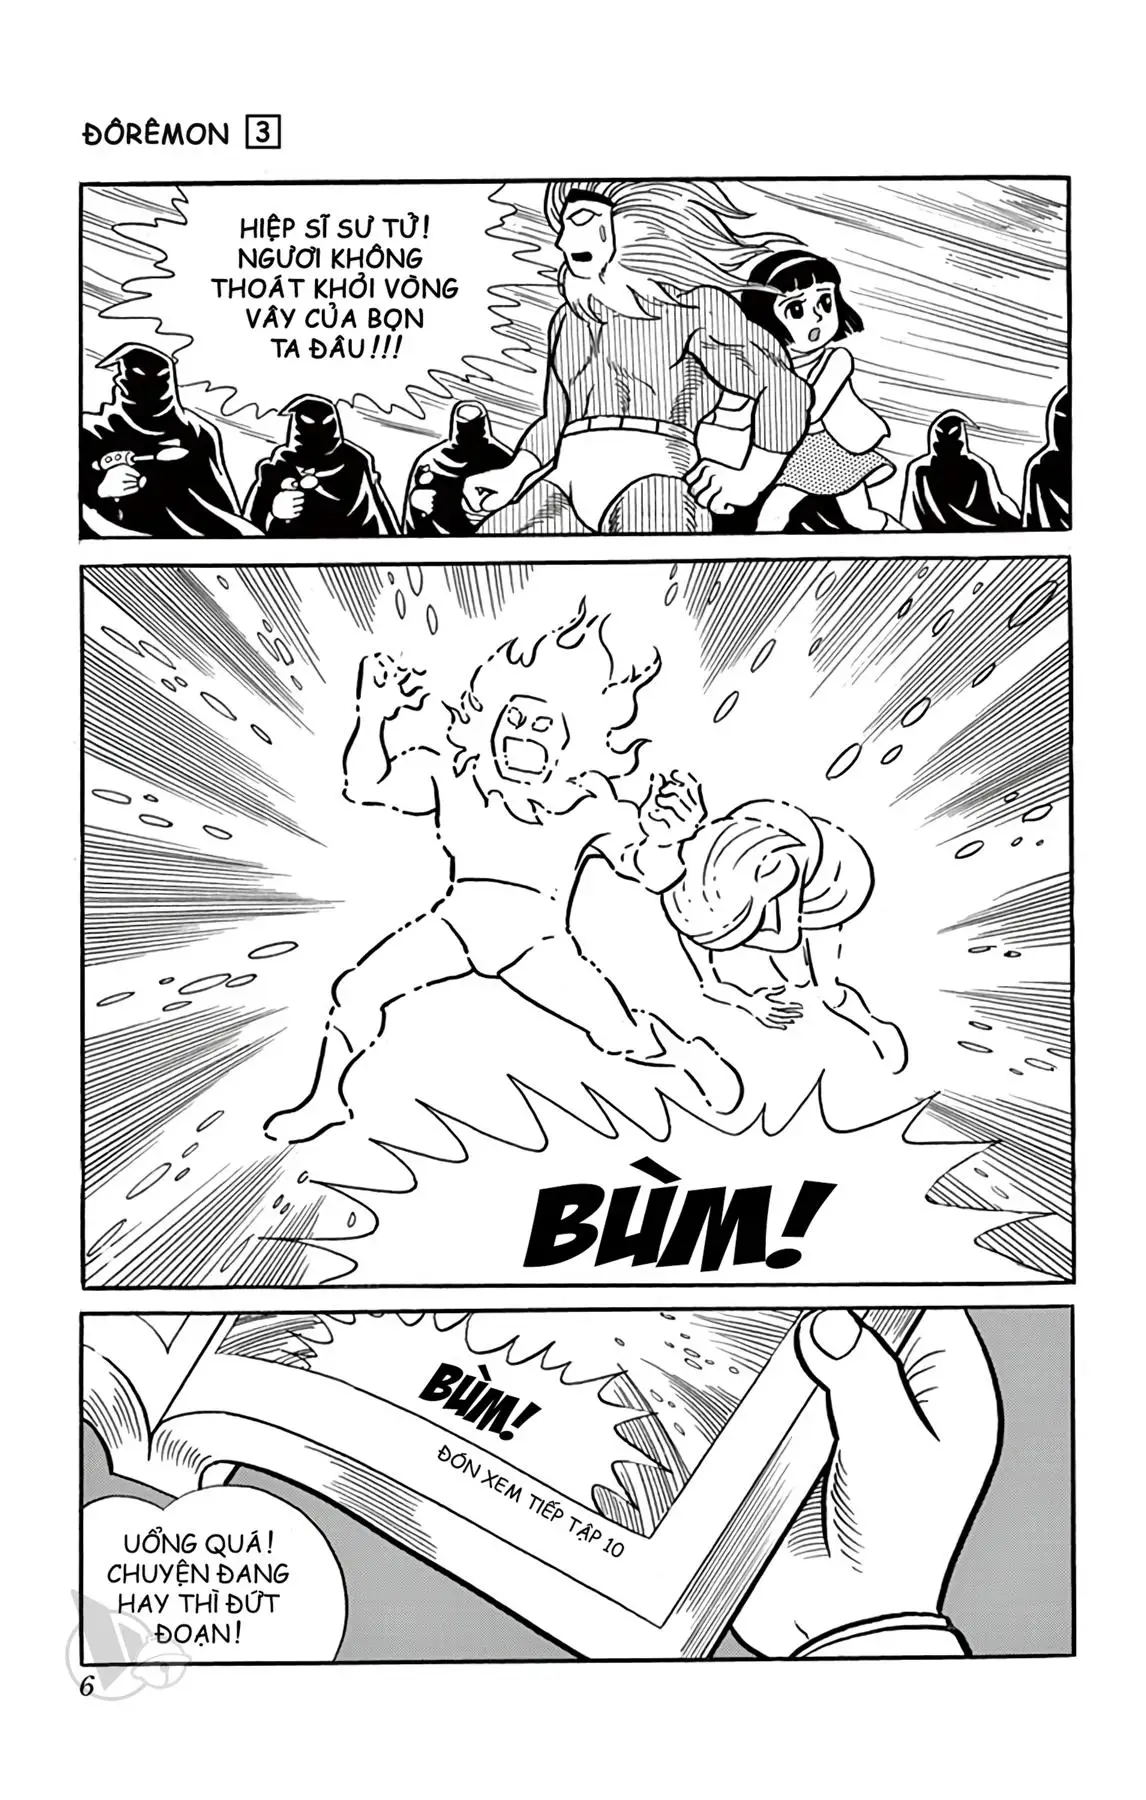 ĐÔRÊMON 3
HIỆP SĨ SƯ TỬ!
NGƯƠI KHÔNG
THOÁT KHỎI VÒNG
VÂY CỦA BỌN
TA ĐÂU!!!
BÙM!
BÙM!
ĐÓN XEM TIẾP TẬP 10
UỔNG QUÁ!
CHUYỆN ĐANG
HAY THÌ ĐỨT
ĐOẠN!
6